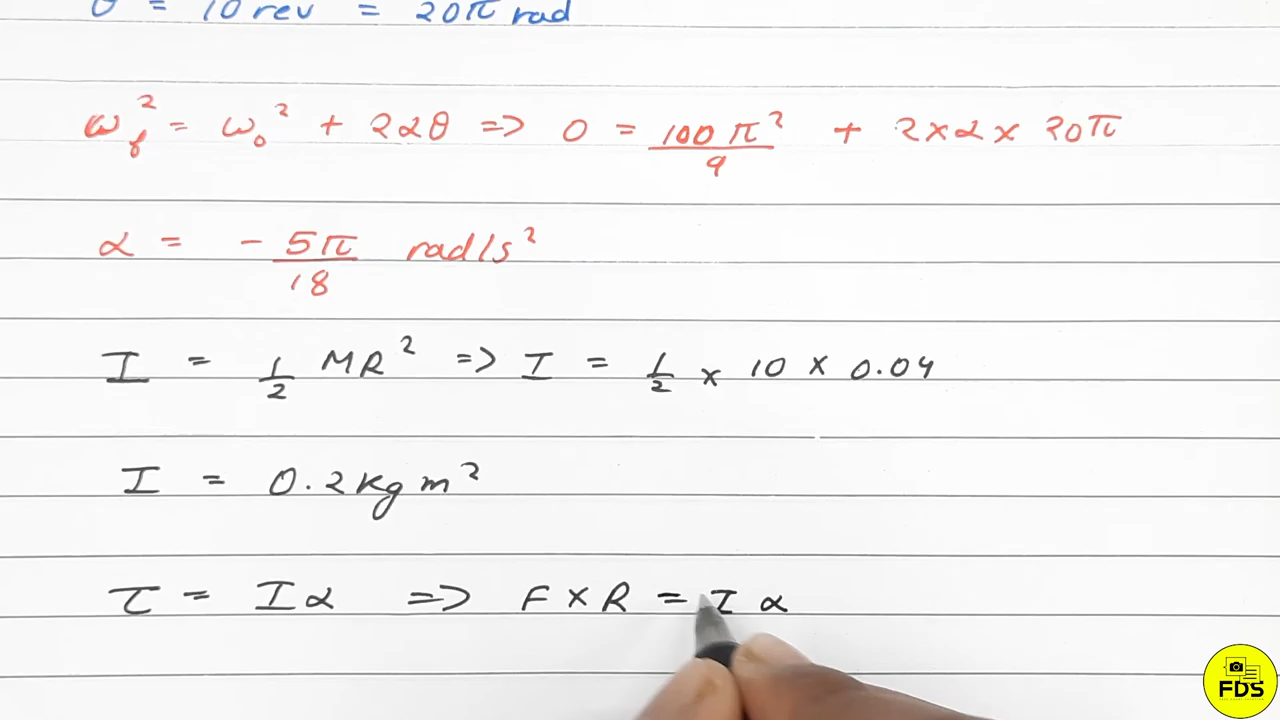 θ = 10 rev = 20π rad
ω_f² = ω₀² + 2αθ => 0 = 100π²/9 + 2×α×20π
α = - 5π/18 rad/s²
I = 1/2 MR² => I = 1/2 × 10 × 0.04
I = 0.2 kg m²
τ = Iα => F×R = I α
FDS